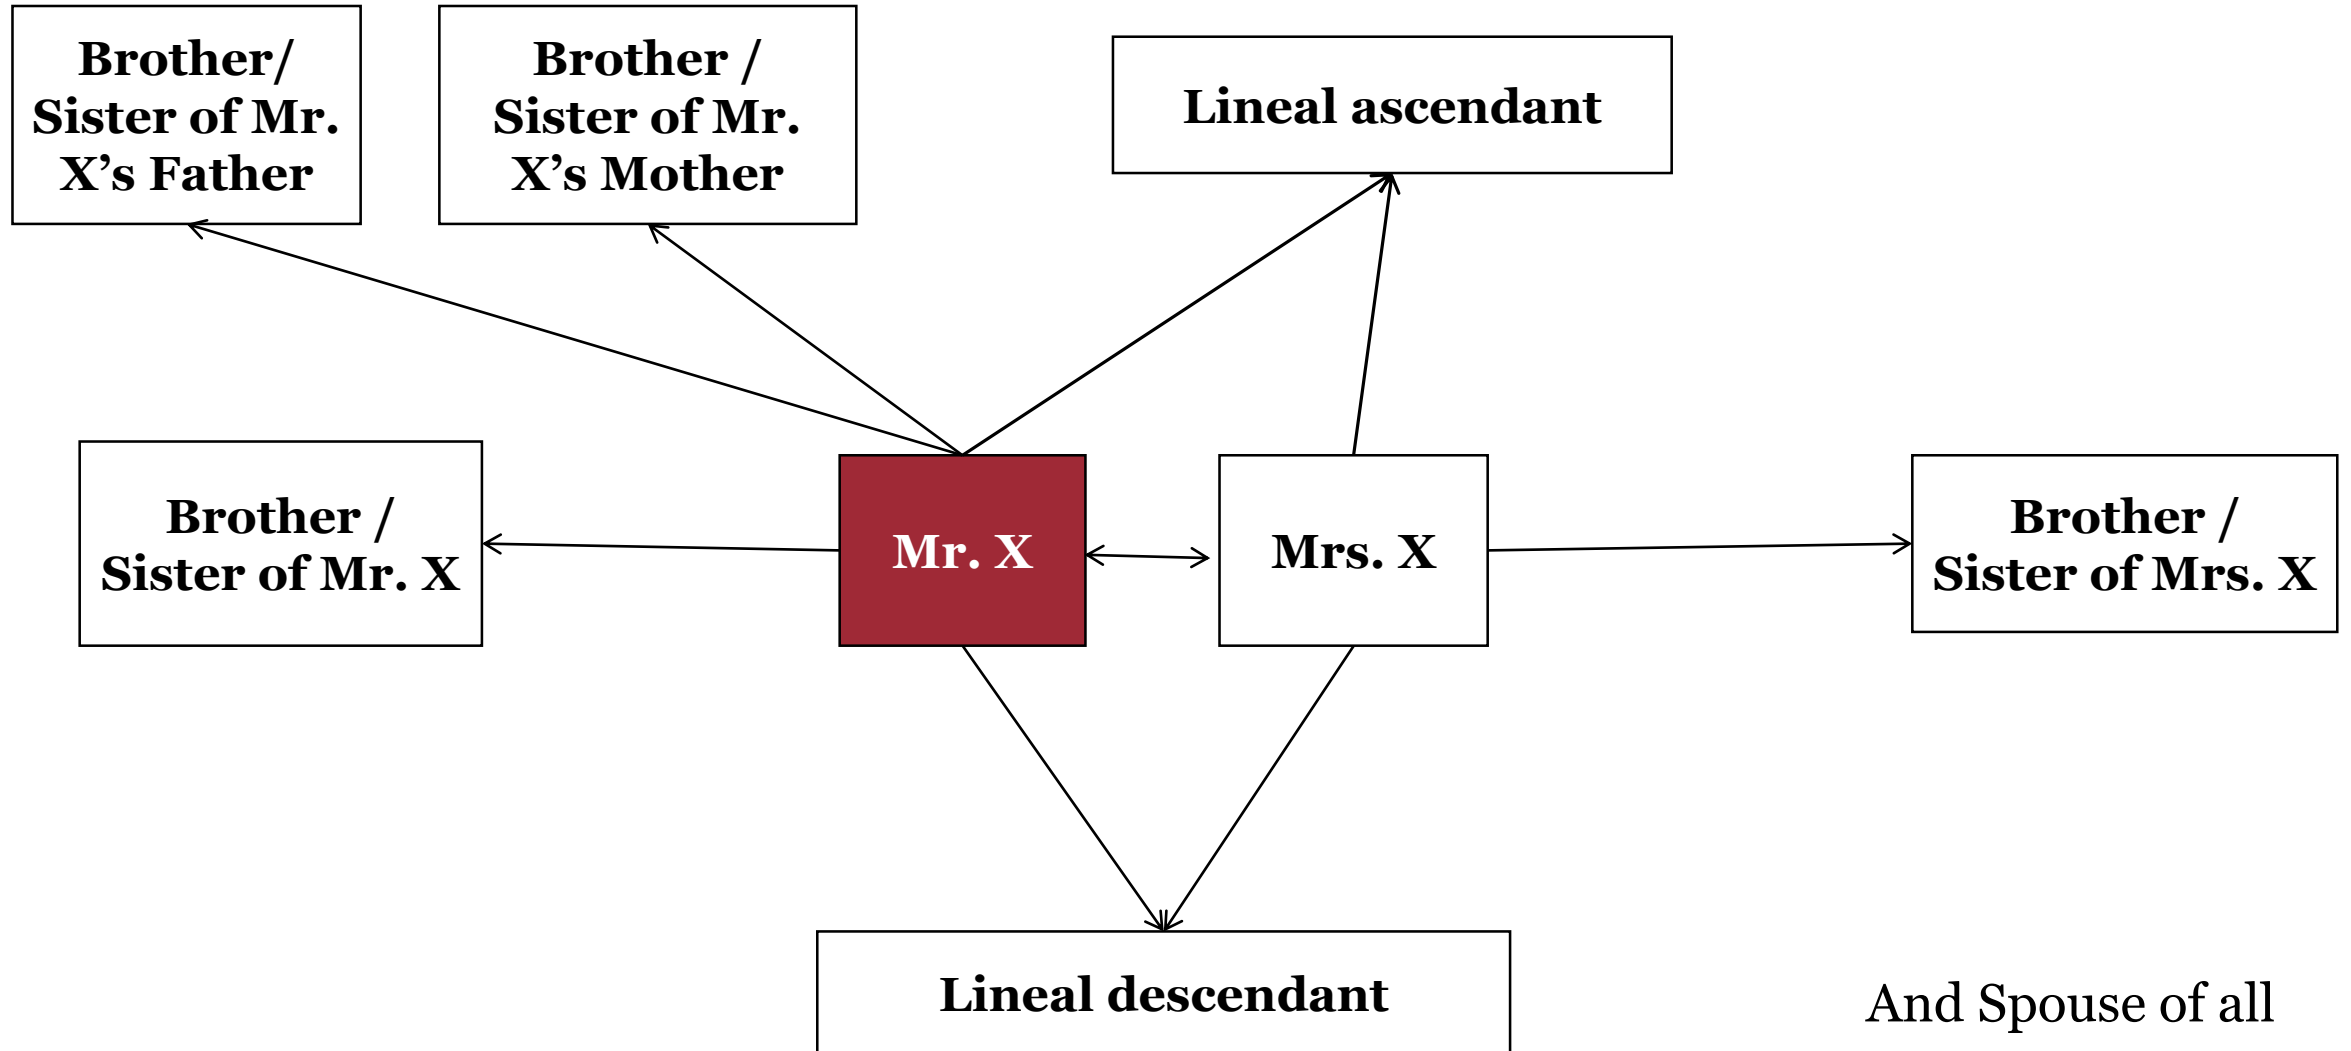 Brother/
Sister of Mr.
X’s Father
Brother /
Sister of Mr.
X’s Mother
Lineal ascendant
Brother /
Sister of Mr. X
Mr. X
Mrs. X
Brother /
Sister of Mrs. X
Lineal descendant
And Spouse of all